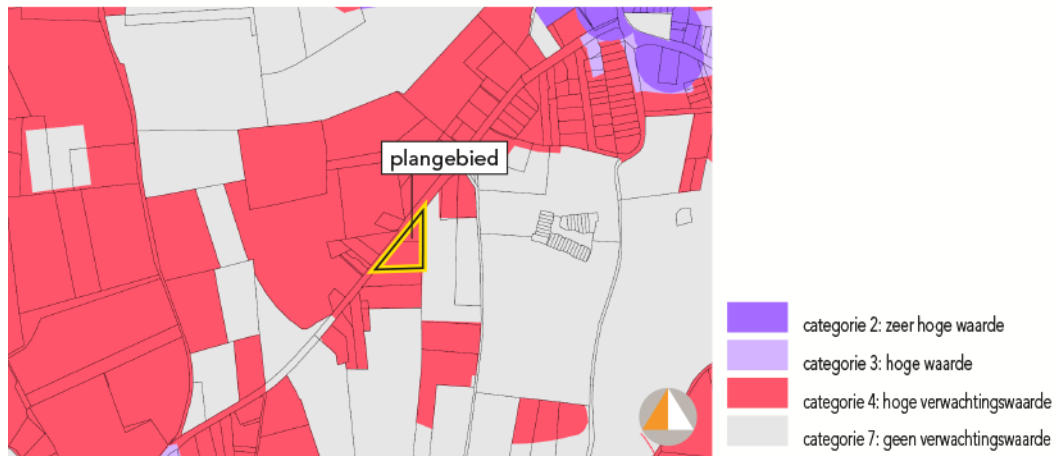 plangebied
categorie 2: zeer hoge waarde
categorie 3: hoge waarde
categorie 4: hoge verwachtingswaarde
categorie 7: geen verwachtingswaarde